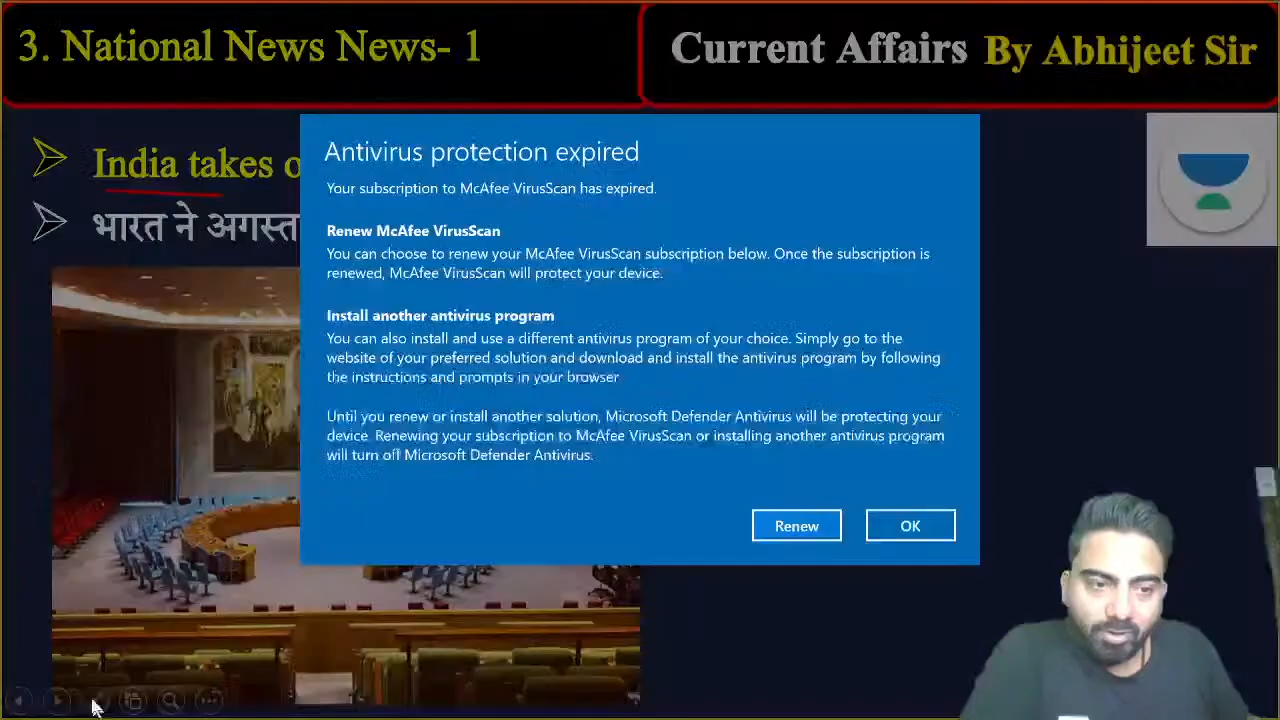 3. National News News- 1
Current Affairs By Abhijeet Sir
India takes o
भारत ने अगस्त
Antivirus protection expired
Your subscription to McAfee VirusScan has expired.
Renew McAfee VirusScan
You can choose to renew your McAfee VirusScan subscription below. Once the subscription is
renewed, McAfee VirusScan will protect your device.
Install another antivirus program
You can also install and use a different antivirus program of your choice. Simply go to the
website of your preferred solution and download and install the antivirus program by following
the instructions and prompts in your browser
Until you renew or install another solution, Microsoft Defender Antivirus will be protecting your
device. Renewing your subscription to McAfee VirusScan or installing another antivirus program
will turn off Microsoft Defender Antivirus.
Renew OK